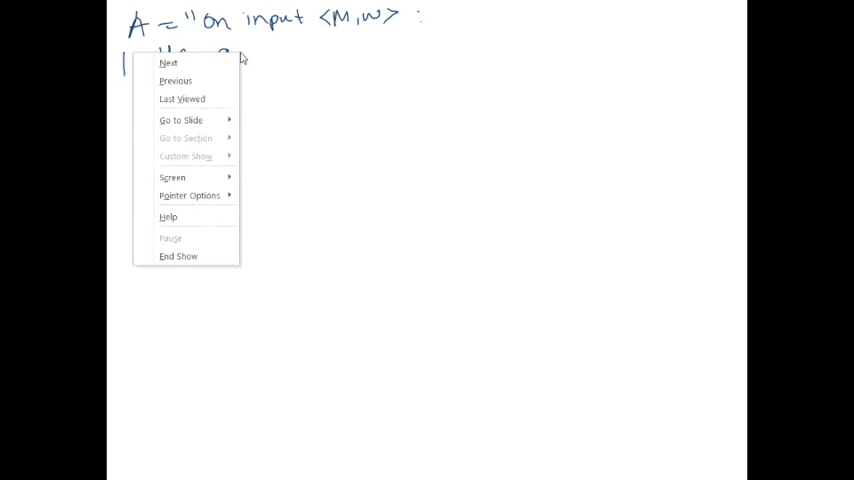 A = "On input <M,w> :
Next
Previous
Last Viewed
Go to Slide
Go to Section
Custom Show
Screen
Pointer Options
Help
Pause
End Show